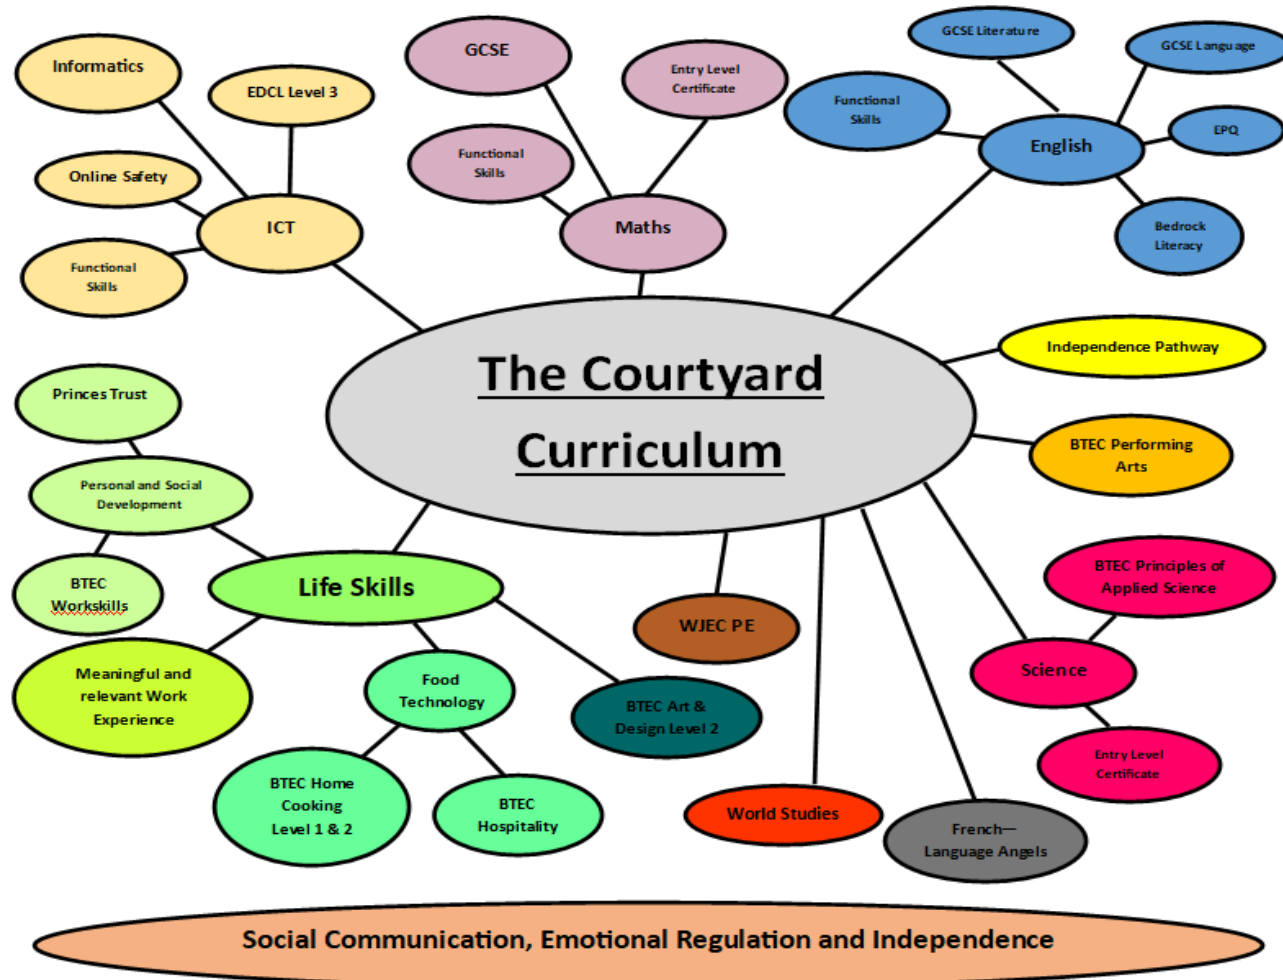 GCSE Literature
GCSE Language
GCSE
Informatics
Entry Level
Certificate
EDCL Level 3
Functional
Skills
EPQ
English
Functional
Skills
Online Safety
ICT
Maths
Bedrock
Literacy
Functional
Skills
Independence Pathway
The Courtyard
Curriculum
Princes Trust
BTEC Performing
Arts
Personal and Social
Development
BTEC Principles of
Applied Science
BTEC
Workskills
Life Skills
WJEC PE
Science
Meaningful and
relevant Work
Experience
Food
Technology
BTEC Art &
Design Level 2
Entry Level
Certificate
BTEC Home
Cooking
Level 1 & 2
BTEC
Hospitality
World Studies
French—
Language Angels
Social Communication, Emotional Regulation and Independence